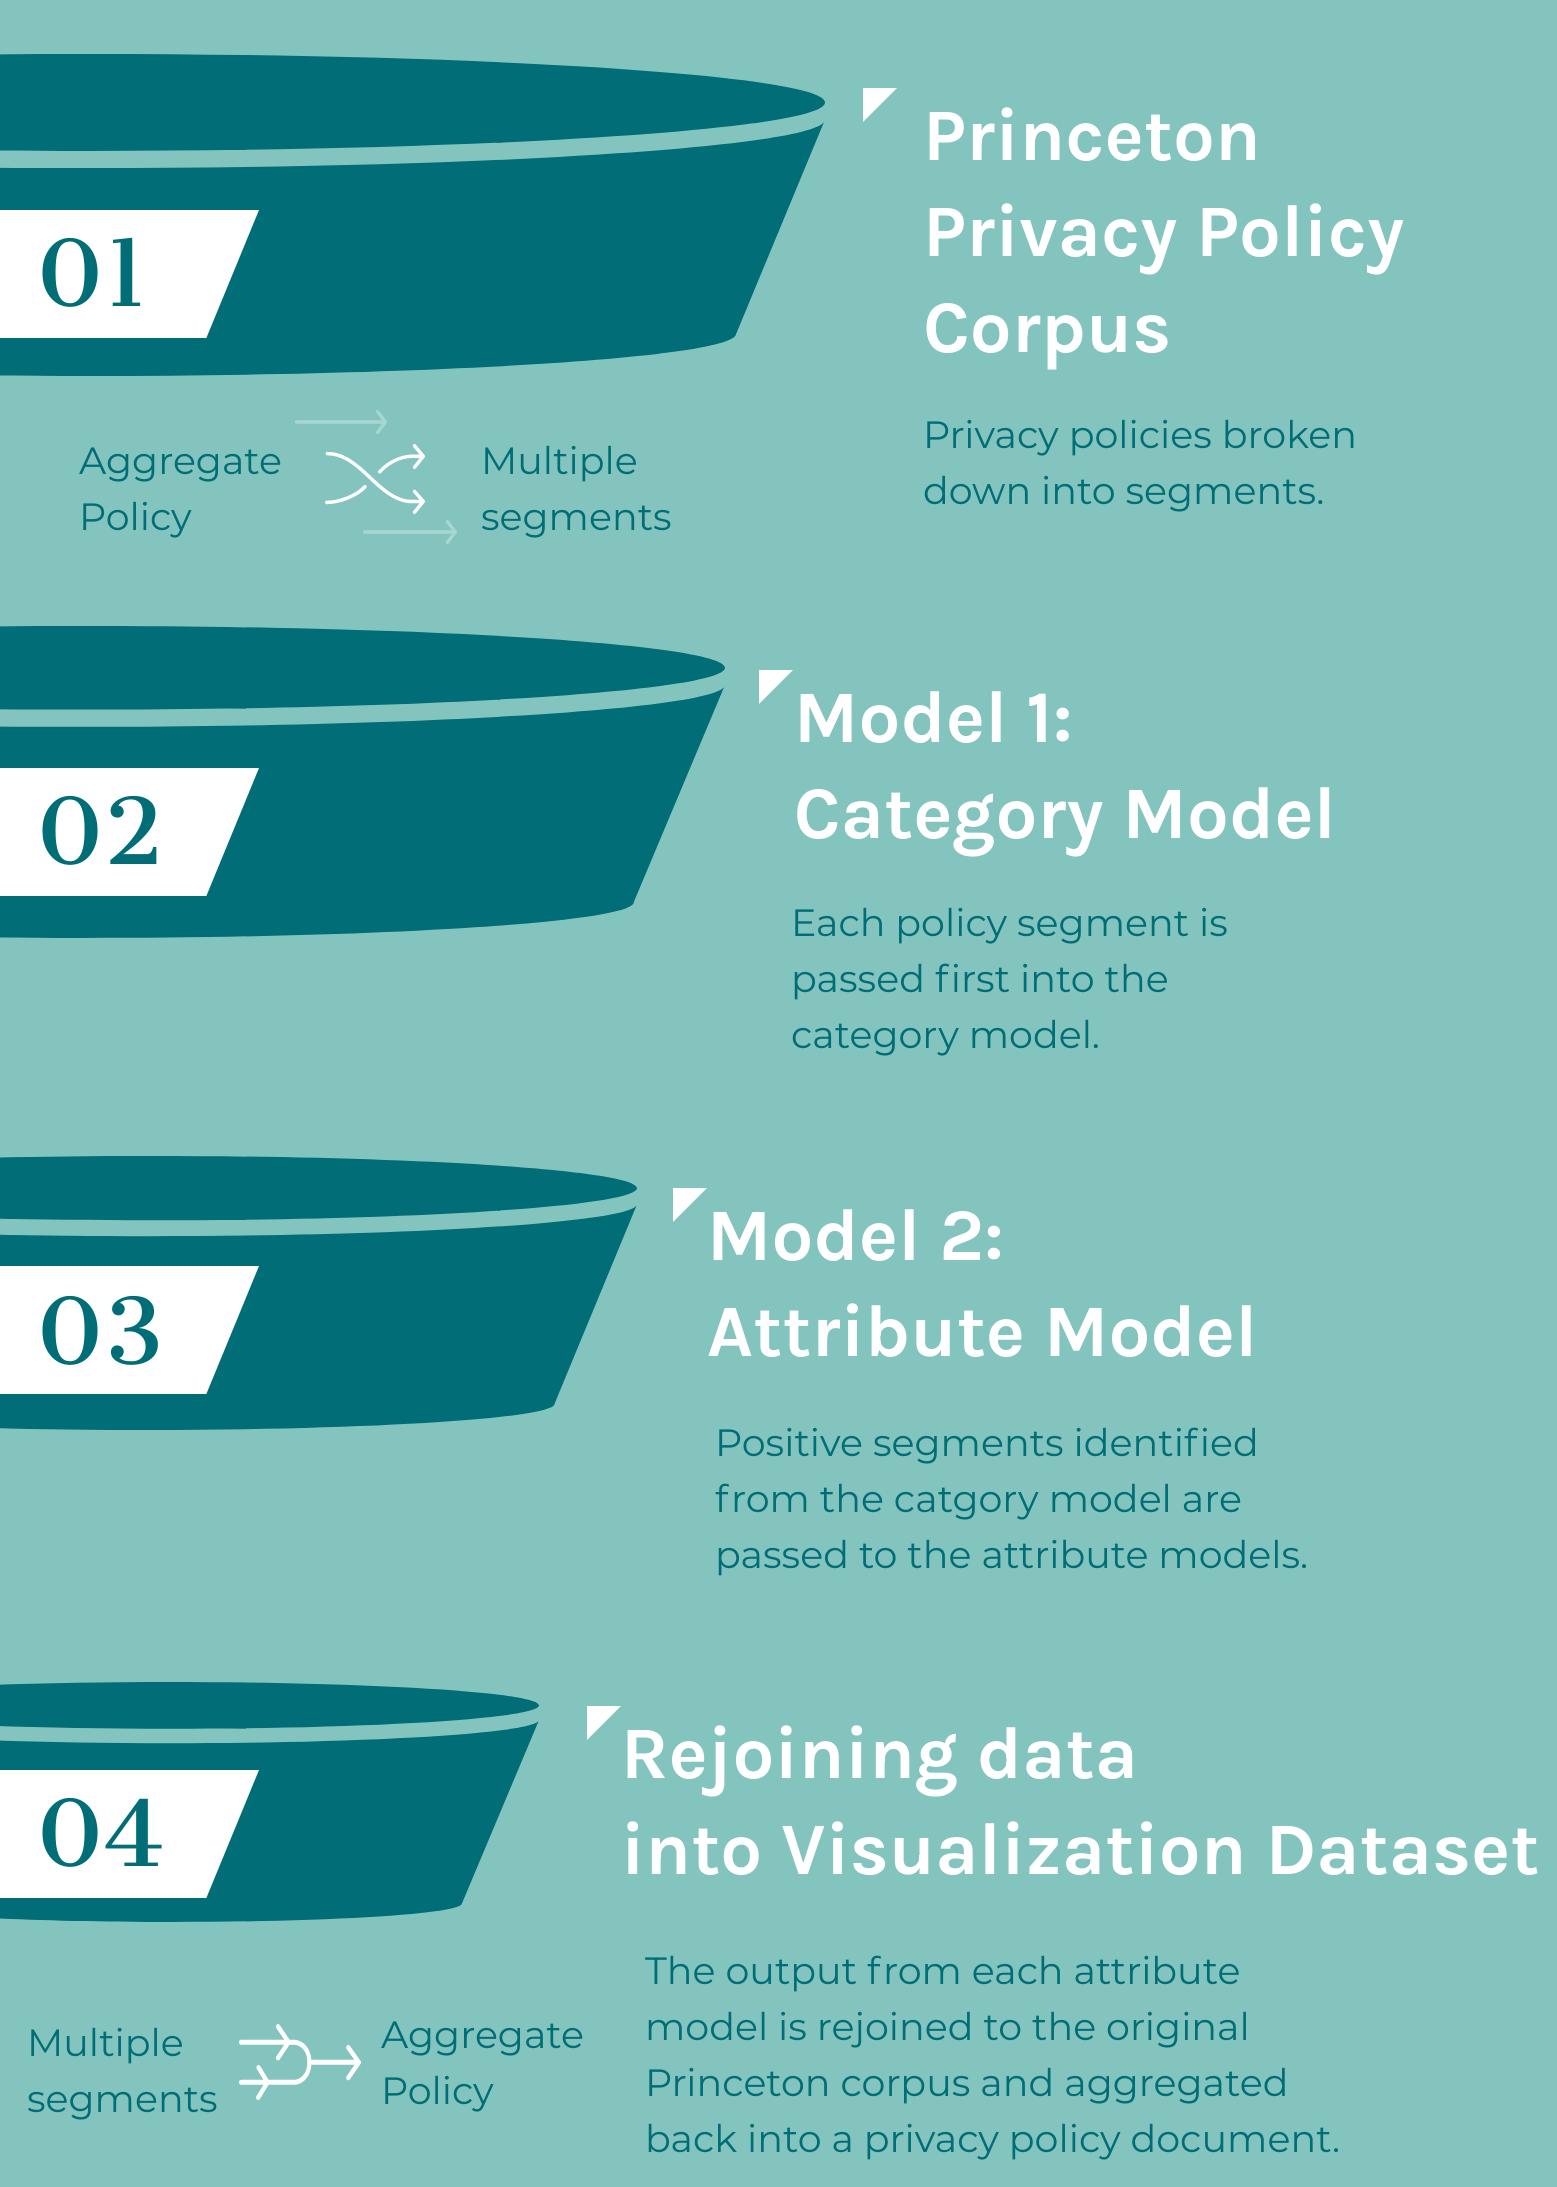 01
Princeton
Privacy Policy
Corpus
Privacy policies broken
down into segments.
Aggregate
Policy
Multiple
segments
02
Model 1:
Category Model
Each policy segment is
passed first into the
category model.
03
Model 2:
Attribute Model
Positive segments identified
from the catgory model are
passed to the attribute models.
04
Rejoining data
into Visualization Dataset
The output from each attribute
model is rejoined to the original
Princeton corpus and aggregated
back into a privacy policy document.
Multiple
segments
Aggregate
Policy